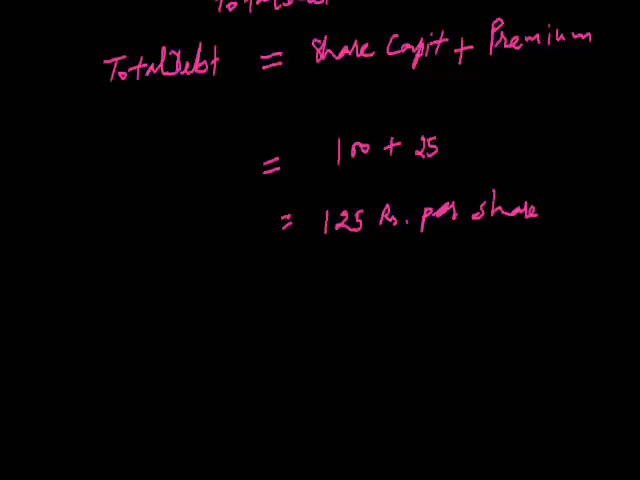 Total Debt = Share Capit + Premium
= 100 + 25
= 125 Rs. per share